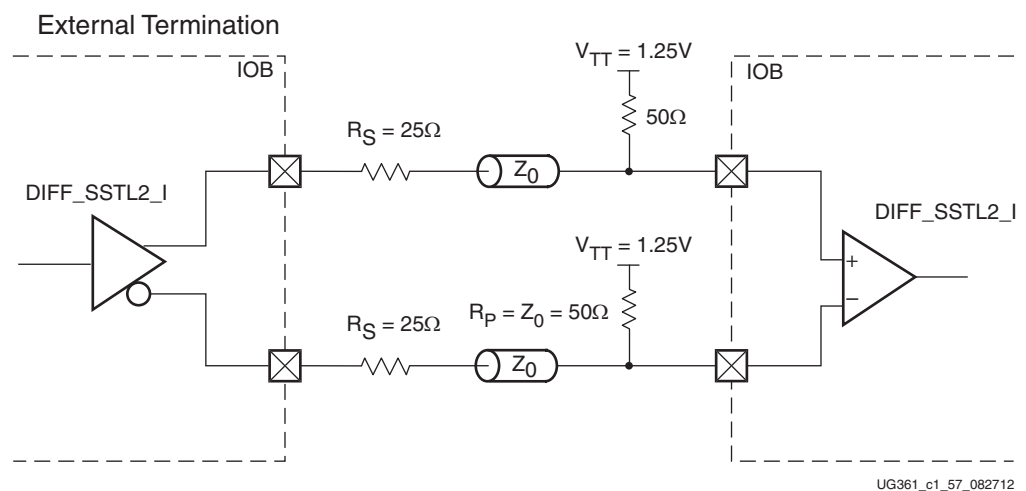 External Termination
IOB
V_TT = 1.25V
IOB
50Ω
R_S = 25Ω
Z_0
DIFF_SSTL2_I
DIFF_SSTL2_I
V_TT = 1.25V
+
−
R_S = 25Ω
R_P = Z_0 = 50Ω
Z_0
UG361_c1_57_082712